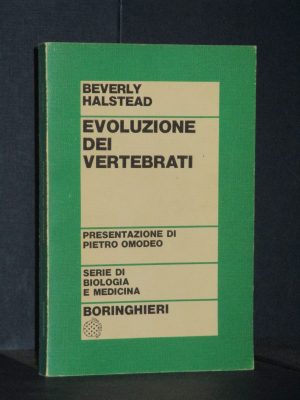 BEVERLY
HALSTEAD
EVOLUZIONE
DEI
VERTEBRATI
PRESENTAZIONE DI
PIETRO OMODEO
SERIE DI
BIOLOGIA
E MEDICINA
BORINGHIERI